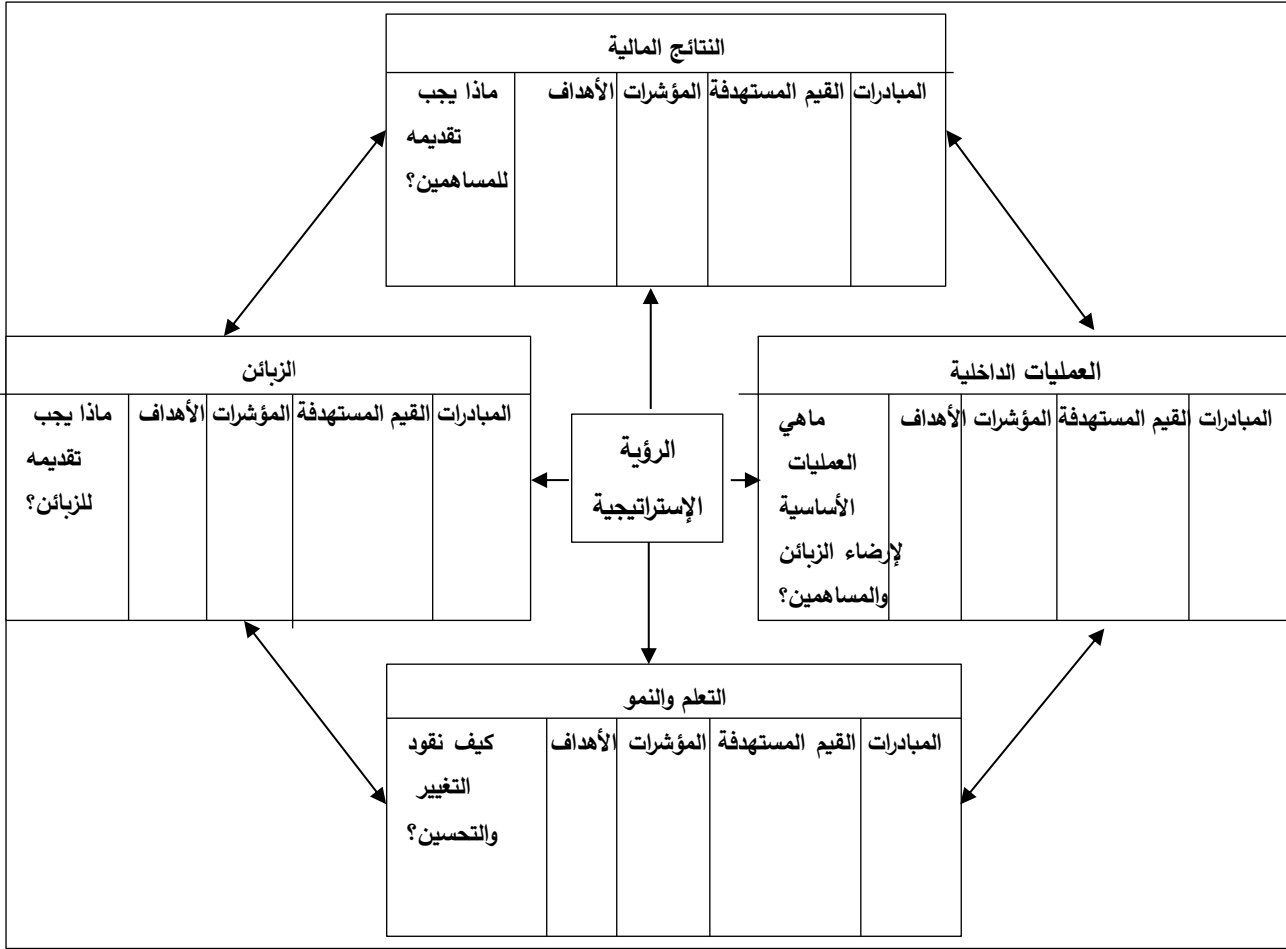 النتائج المالية
ماذا يجب الأهداف المؤشرات القيم المستهدفة المبادرات
تقديمه
للمساهمين؟
الزبائن
ماذا يجب الأهداف المؤشرات القيم المستهدفة المبادرات
تقديمه
للزبائن؟
الرؤية
الإستراتيجية
العمليات الداخلية
ماهي الأهداف المؤشرات القيم المستهدفة المبادرات
العمليات
الأساسية
لإرضاء الزبائن
والمساهمين؟
التعلم والنمو
كيف نقود الأهداف المؤشرات القيم المستهدفة المبادرات
التغيير
والتحسين؟